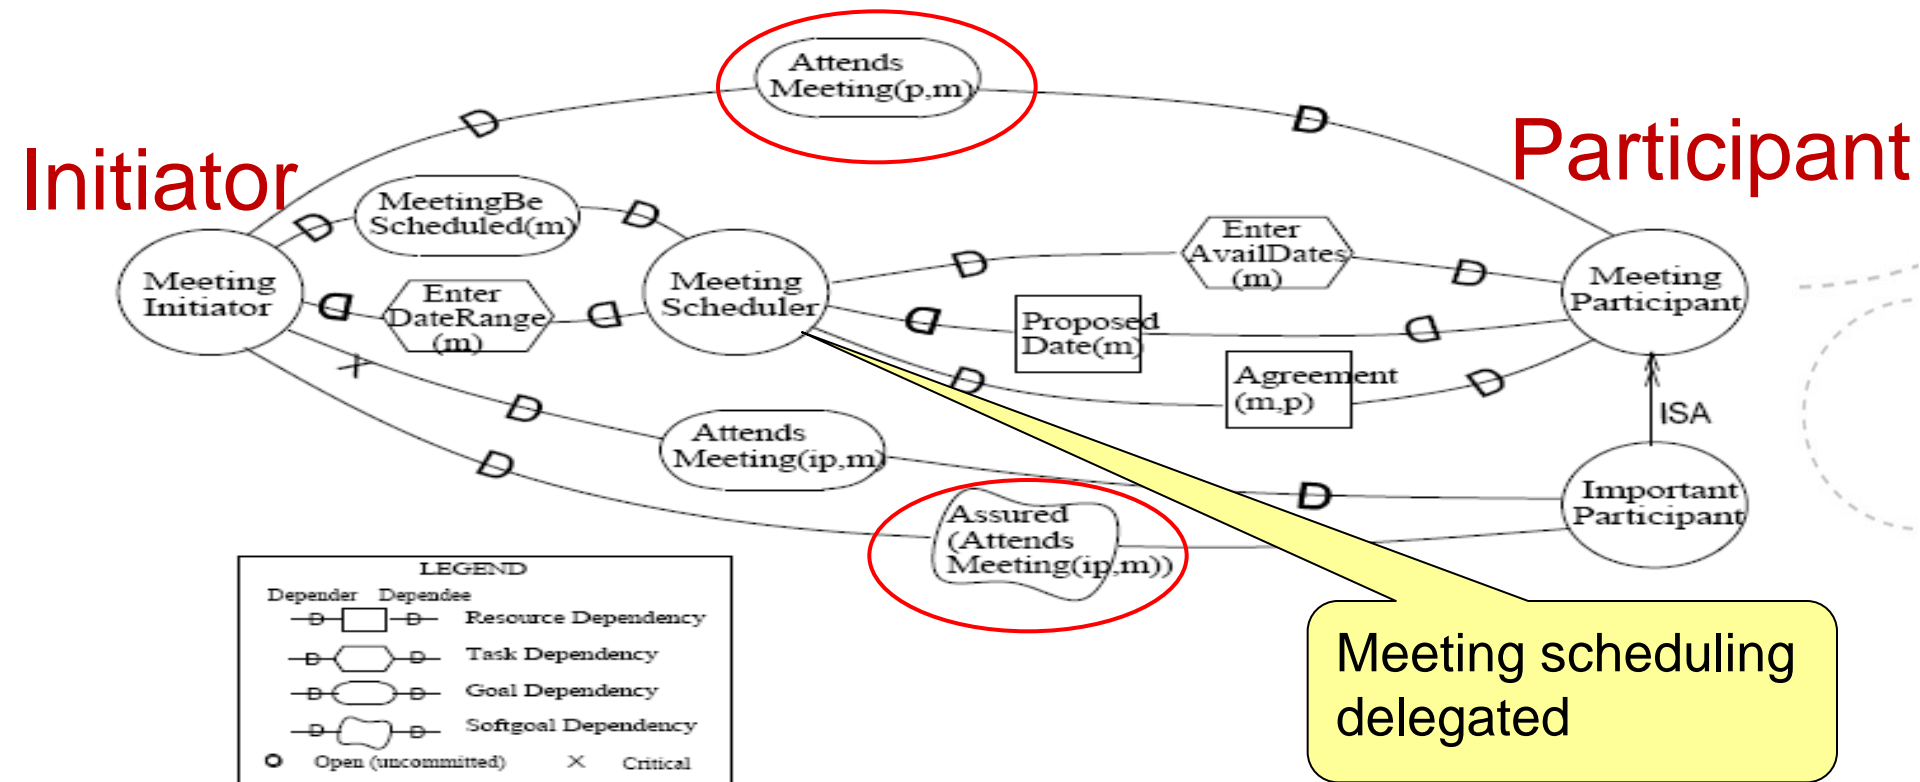 Attends
Meeting(p,m)
D
D
Initiator
Participant
MeetingBe
Scheduled(m)
D
D
Enter
AvailDates
(m)
D
D
Meeting
Initiator
Enter
DateRange
(m)
D
D
Meeting
Scheduler
Proposed
Date(m)
D
D
Meeting
Participant
Agreement
(m,p)
D
D
ISA
X
D
Attends
Meeting(ip,m)
D
D
Assured
(Attends
Meeting(ip,m))
Important
Participant
LEGEND
Depender Dependee
D D Resource Dependency
D D Task Dependency
D D Goal Dependency
D D Softgoal Dependency
O Open (uncommitted) X Critical
Meeting scheduling
delegated